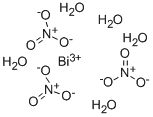 O⁻ H₂O
H₂O
N⁺
O O⁻ H₂O
O
H₂O O⁻ Bi³⁺
N⁺
⁻O O⁻
N⁺
O O⁻ H₂O